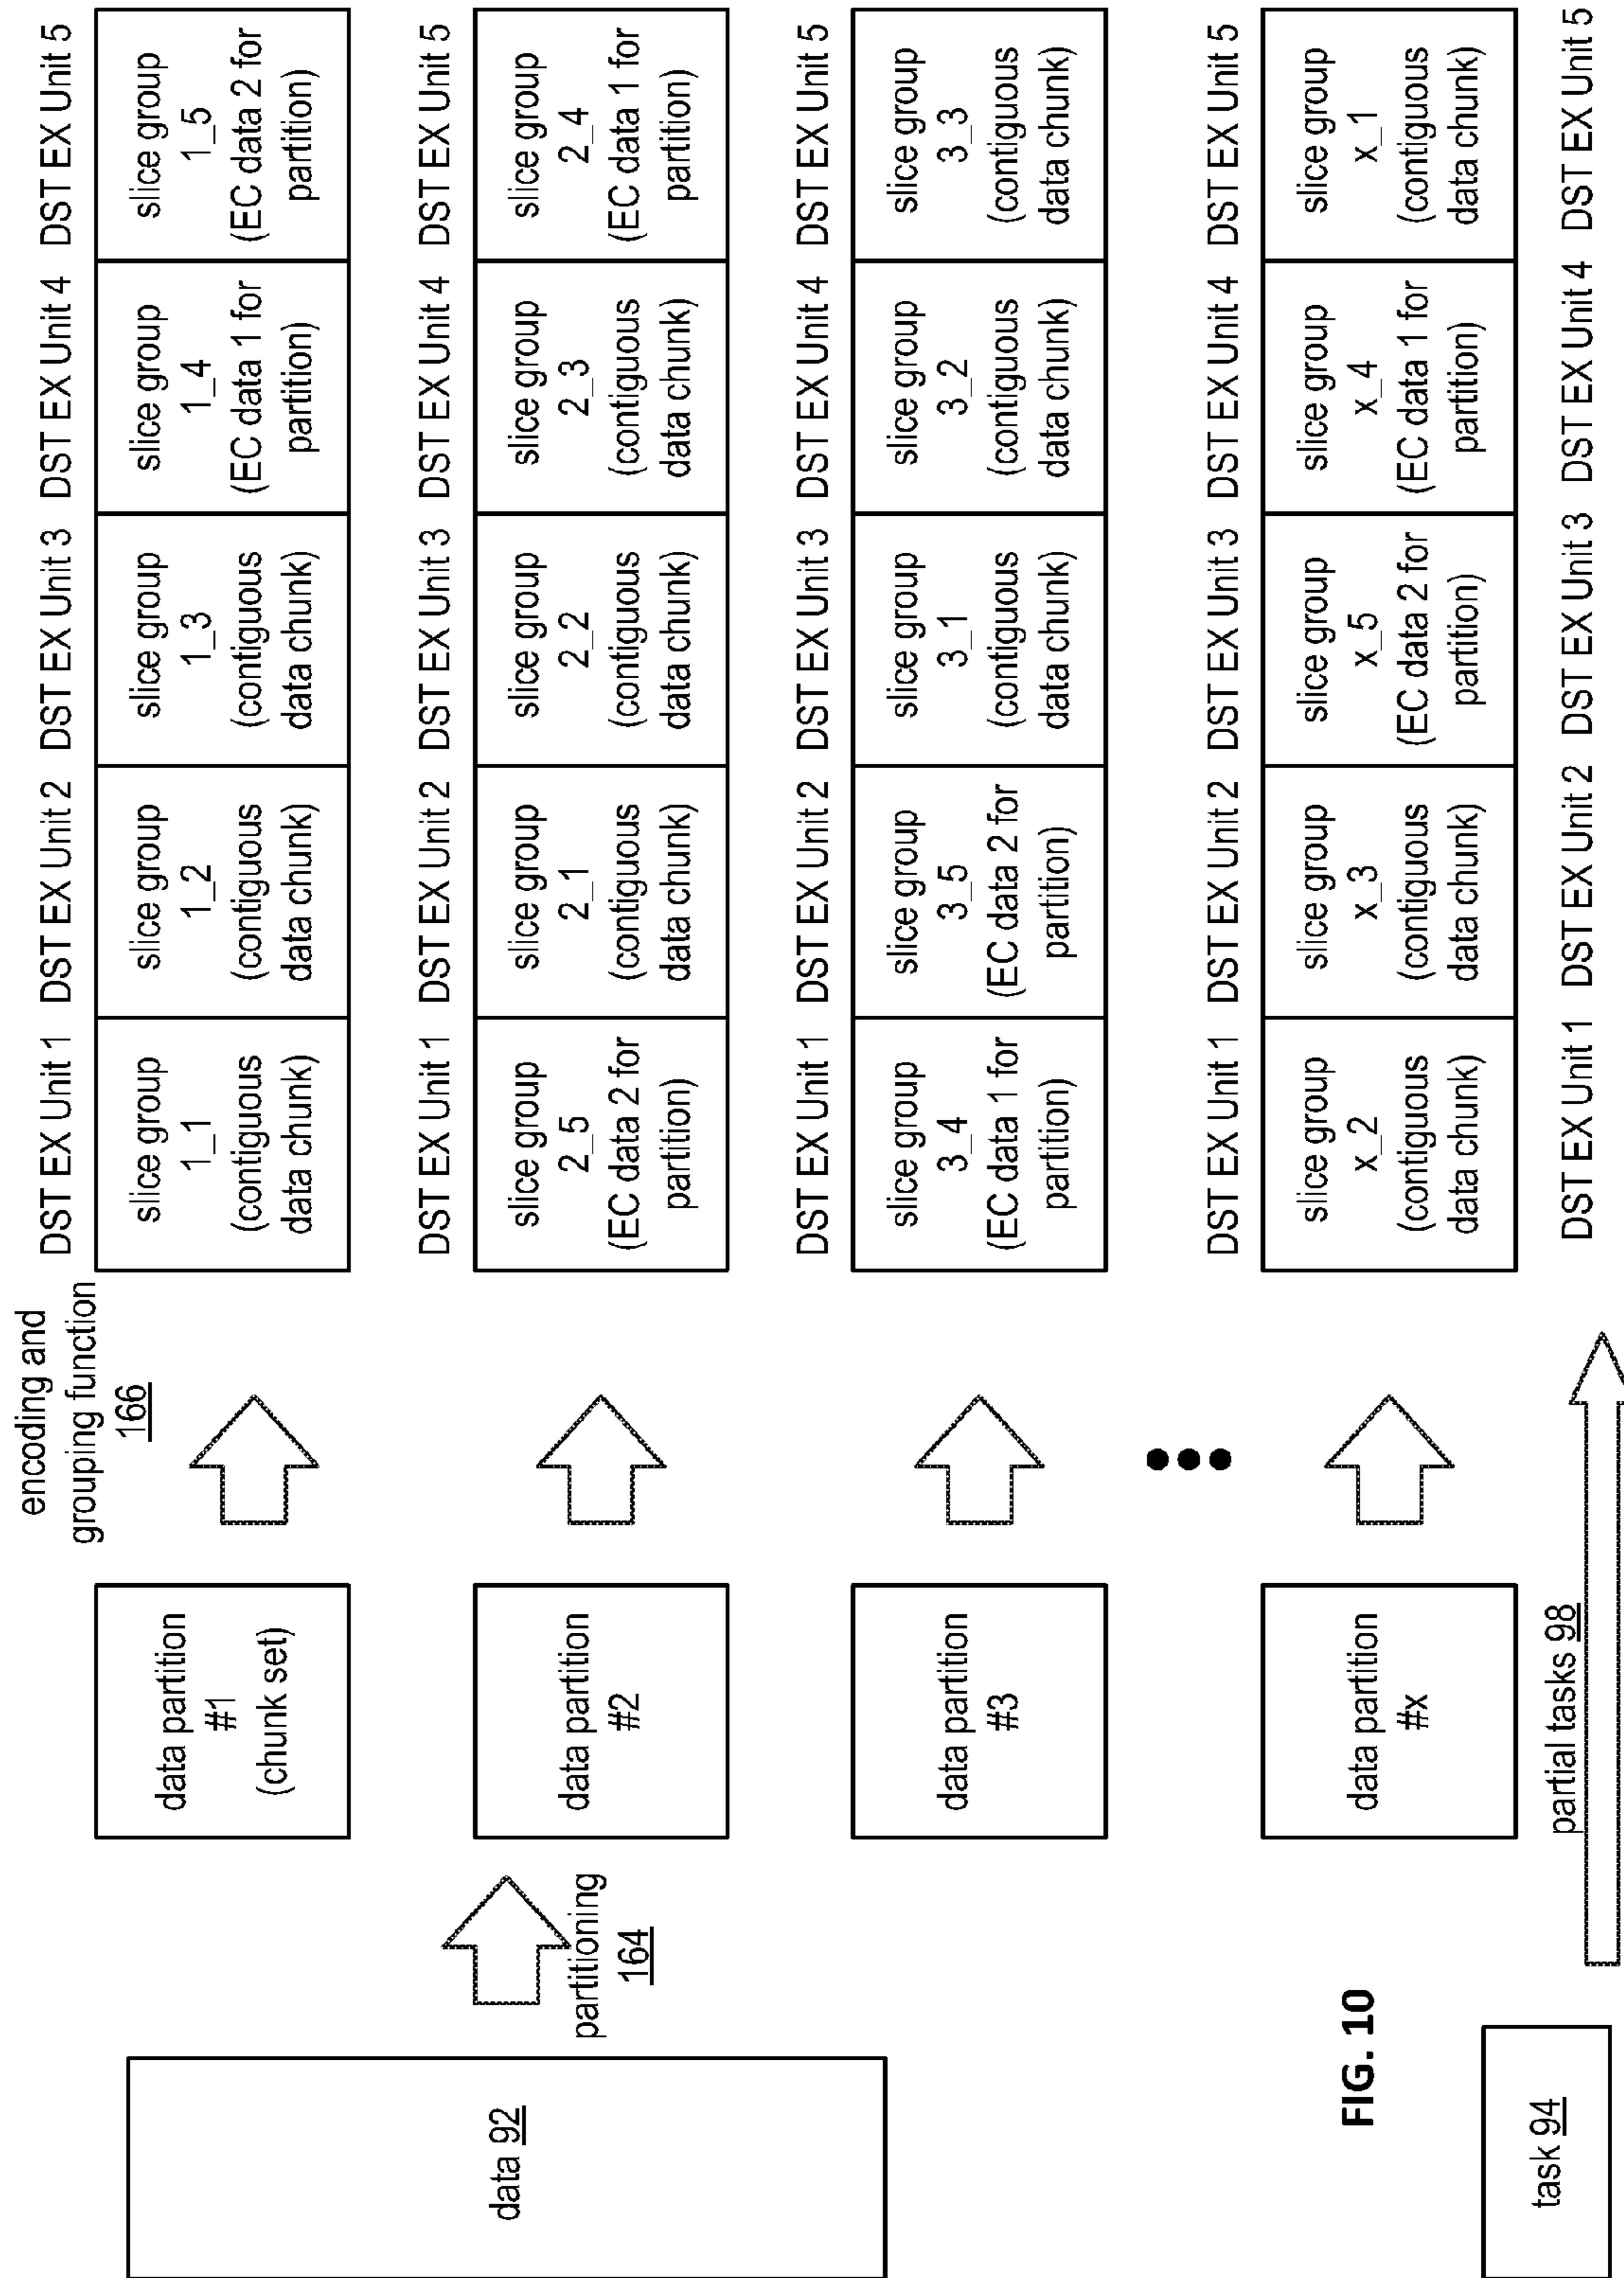 encoding and
grouping function
166
data 92
partitioning
164
data partition
#1
(chunk set)
DST EX Unit 1
DST EX Unit 2
DST EX Unit 3
DST EX Unit 4
DST EX Unit 5
slice group
1_1
(contiguous
data chunk)
slice group
1_2
(contiguous
data chunk)
slice group
1_3
(contiguous
data chunk)
slice group
1_4
(EC data 1 for
partition)
slice group
1_5
(EC data 2 for
partition)
data partition
#2
DST EX Unit 1
DST EX Unit 2
DST EX Unit 3
DST EX Unit 4
DST EX Unit 5
slice group
2_5
(EC data 2 for
partition)
slice group
2_1
(contiguous
data chunk)
slice group
2_2
(contiguous
data chunk)
slice group
2_3
(contiguous
data chunk)
slice group
2_4
(EC data 1 for
partition)
data partition
#3
DST EX Unit 1
DST EX Unit 2
DST EX Unit 3
DST EX Unit 4
DST EX Unit 5
slice group
3_4
(EC data 1 for
partition)
slice group
3_5
(EC data 2 for
partition)
slice group
3_1
(contiguous
data chunk)
slice group
3_2
(contiguous
data chunk)
slice group
3_3
(contiguous
data chunk)
data partition
#x
DST EX Unit 1
DST EX Unit 2
DST EX Unit 3
DST EX Unit 4
DST EX Unit 5
slice group
x_2
(contiguous
data chunk)
slice group
x_3
(contiguous
data chunk)
slice group
x_5
(EC data 2 for
partition)
slice group
x_4
(EC data 1 for
partition)
slice group
x_1
(contiguous
data chunk)
FIG. 10
task 94
partial tasks 98
DST EX Unit 1
DST EX Unit 2
DST EX Unit 3
DST EX Unit 4
DST EX Unit 5